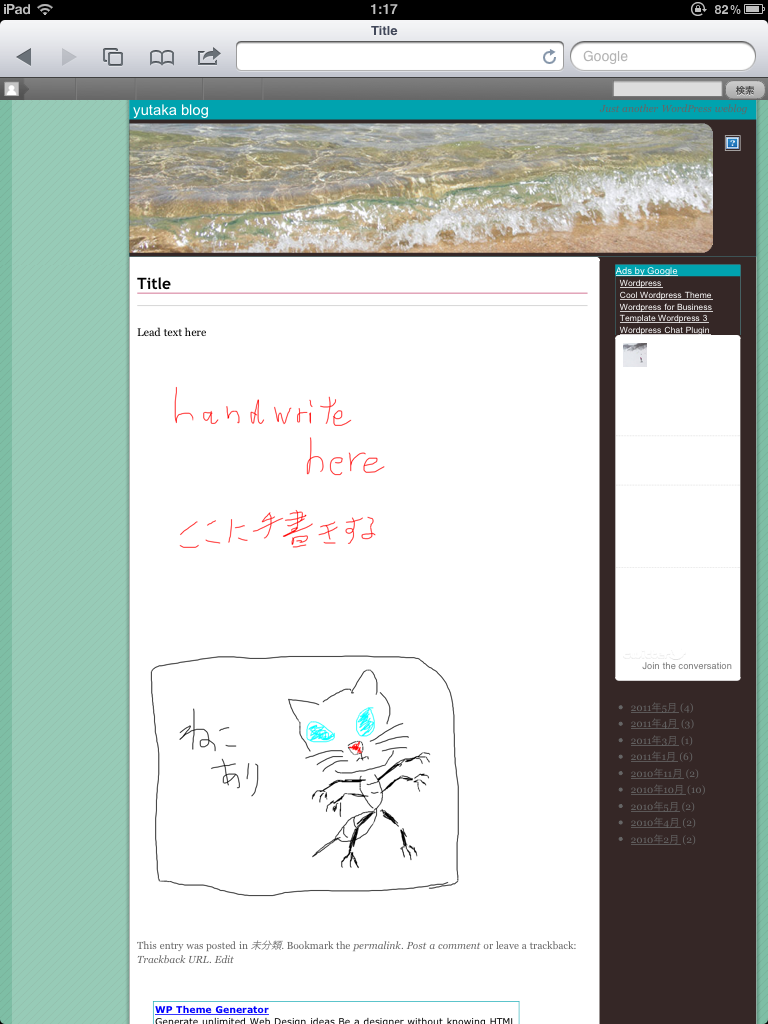 iPad
1:17
82%
Title
Google
検索
yutaka blog
Just another WordPress weblog
Title
Lead text here
handwrite
here
ここに手書きする
ねこ
あり
This entry was posted in 未分類. Bookmark the permalink. Post a comment or leave a trackback:
Trackback URL. Edit
WP Theme Generator
Generate unlimited Web Design ideas Be a designer without knowing HTML
Ads by Google
Wordpress
Cool Wordpress Theme
Wordpress for Business
Template Wordpress 3
Wordpress Chat Plugin
Join the conversation
2011年5月 (4)
2011年4月 (3)
2011年3月 (1)
2011年1月 (6)
2010年11月 (2)
2010年10月 (10)
2010年5月 (2)
2010年4月 (2)
2010年2月 (2)